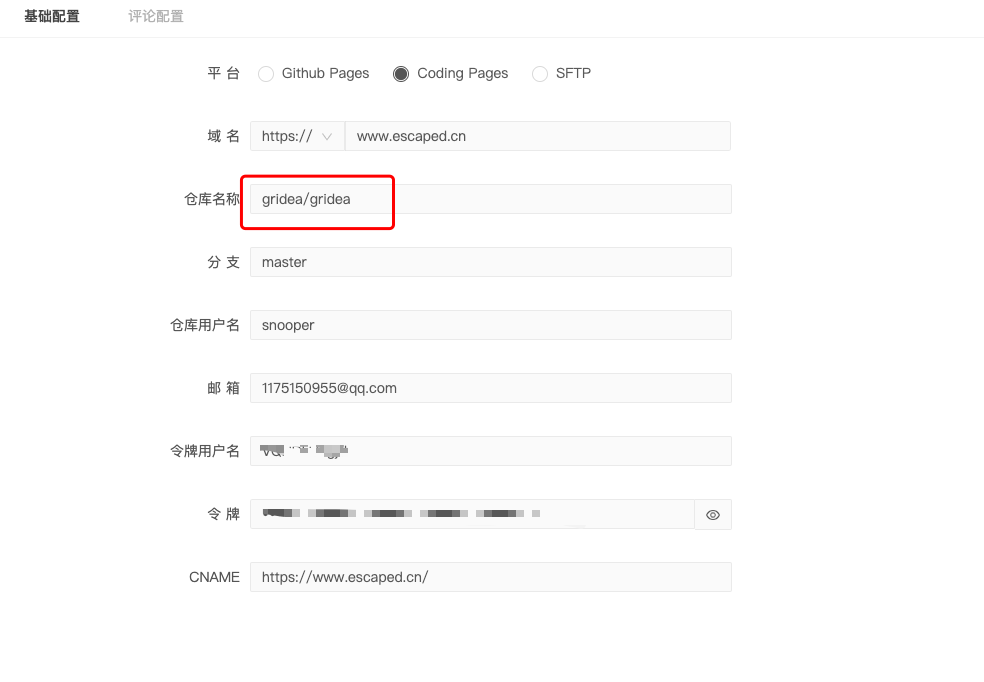 基础配置 评论配置
平 台 Github Pages Coding Pages SFTP
域 名 https:// www.escaped.cn
仓库名称 gridea/gridea
分 支 master
仓库用户名 snooper
邮 箱 1175150955@qq.com
令牌用户名
令 牌
CNAME https://www.escaped.cn/